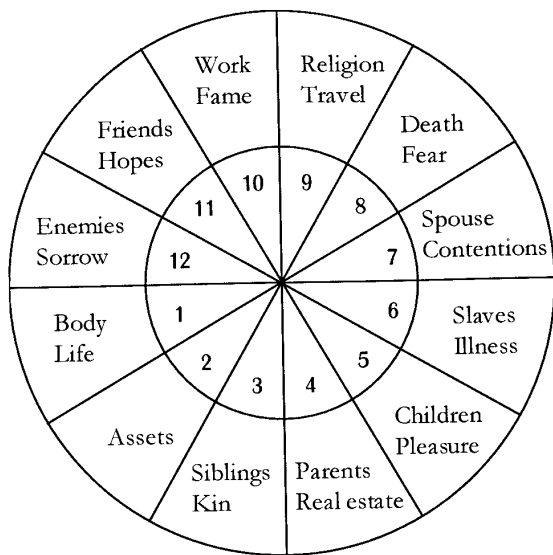 Work
Fame
Religion
Travel
Friends
Hopes
Death
Fear
Enemies
Sorrow
Spouse
Contentions
Body
Life
Slaves
Illness
Assets
Children
Pleasure
Siblings
Kin
Parents
Real estate
10
9
11
8
12
7
1
6
2
5
3
4